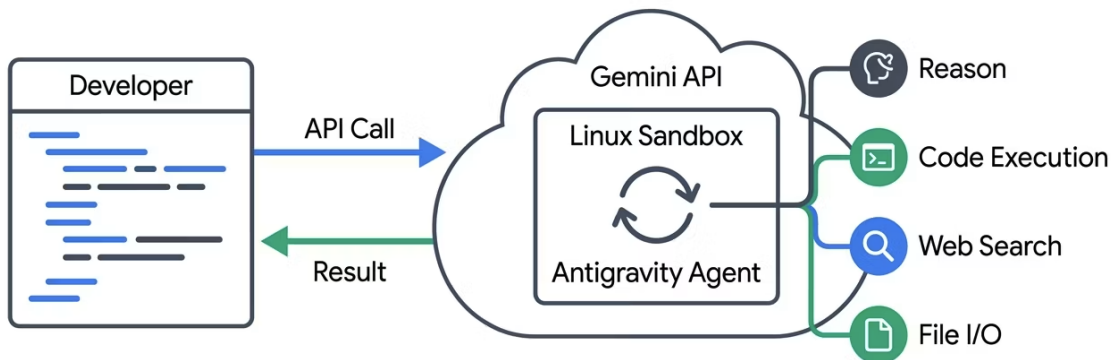 Developer
API Call
Result
Gemini API
Linux Sandbox
Antigravity Agent
Reason
Code Execution
Web Search
File I/O